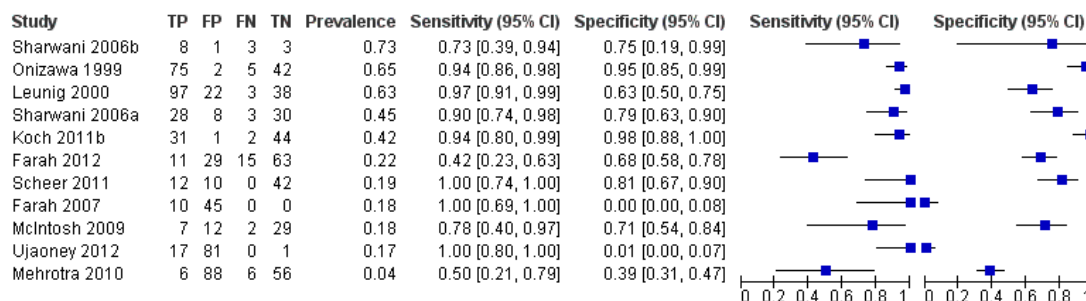 Study TP FP FN TN Prevalence Sensitivity (95% CI) Specificity (95% CI) Sensitivity (95% CI) Specificity (95% CI)
Sharwani 2006b 8 1 3 3 0.73 0.73 [0.39, 0.94] 0.75 [0.19, 0.99]
Onizawa 1999 75 2 5 42 0.65 0.94 [0.86, 0.98] 0.95 [0.85, 0.99]
Leunig 2000 97 22 3 38 0.63 0.97 [0.91, 0.99] 0.63 [0.50, 0.75]
Sharwani 2006a 28 8 3 30 0.45 0.90 [0.74, 0.98] 0.79 [0.63, 0.90]
Koch 2011b 31 1 2 44 0.42 0.94 [0.80, 0.99] 0.98 [0.88, 1.00]
Farah 2012 11 29 15 63 0.22 0.42 [0.23, 0.63] 0.68 [0.58, 0.78]
Scheer 2011 12 10 0 42 0.19 1.00 [0.74, 1.00] 0.81 [0.67, 0.90]
Farah 2007 10 45 0 0 0.18 1.00 [0.69, 1.00] 0.00 [0.00, 0.08]
McIntosh 2009 7 12 2 29 0.18 0.78 [0.40, 0.97] 0.71 [0.54, 0.84]
Ujaoney 2012 17 81 0 1 0.17 1.00 [0.80, 1.00] 0.01 [0.00, 0.07]
Mehrotra 2010 6 88 6 56 0.04 0.50 [0.21, 0.79] 0.39 [0.31, 0.47]
0 0.2 0.4 0.6 0.8 1 0 0.2 0.4 0.6 0.8 1